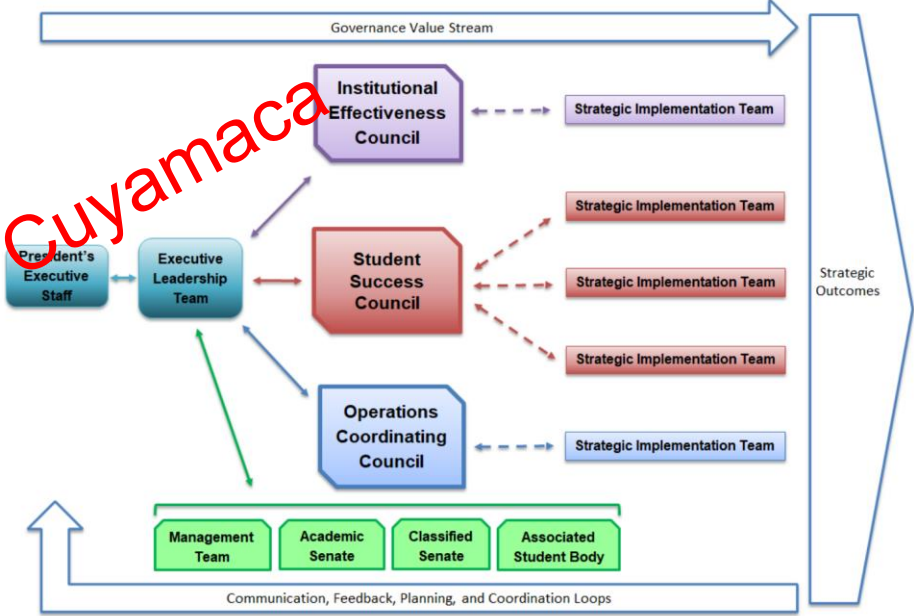 Governance Value Stream
Cuyamaca
Institutional
Effectiveness
Council
Strategic Implementation Team
Strategic Implementation Team
President's
Executive
Staff
Executive
Leadership
Team
Student
Success
Council
Strategic Implementation Team
Strategic
Outcomes
Strategic Implementation Team
Operations
Coordinating
Council
Strategic Implementation Team
Management
Team
Academic
Senate
Classified
Senate
Associated
Student Body
Communication, Feedback, Planning, and Coordination Loops